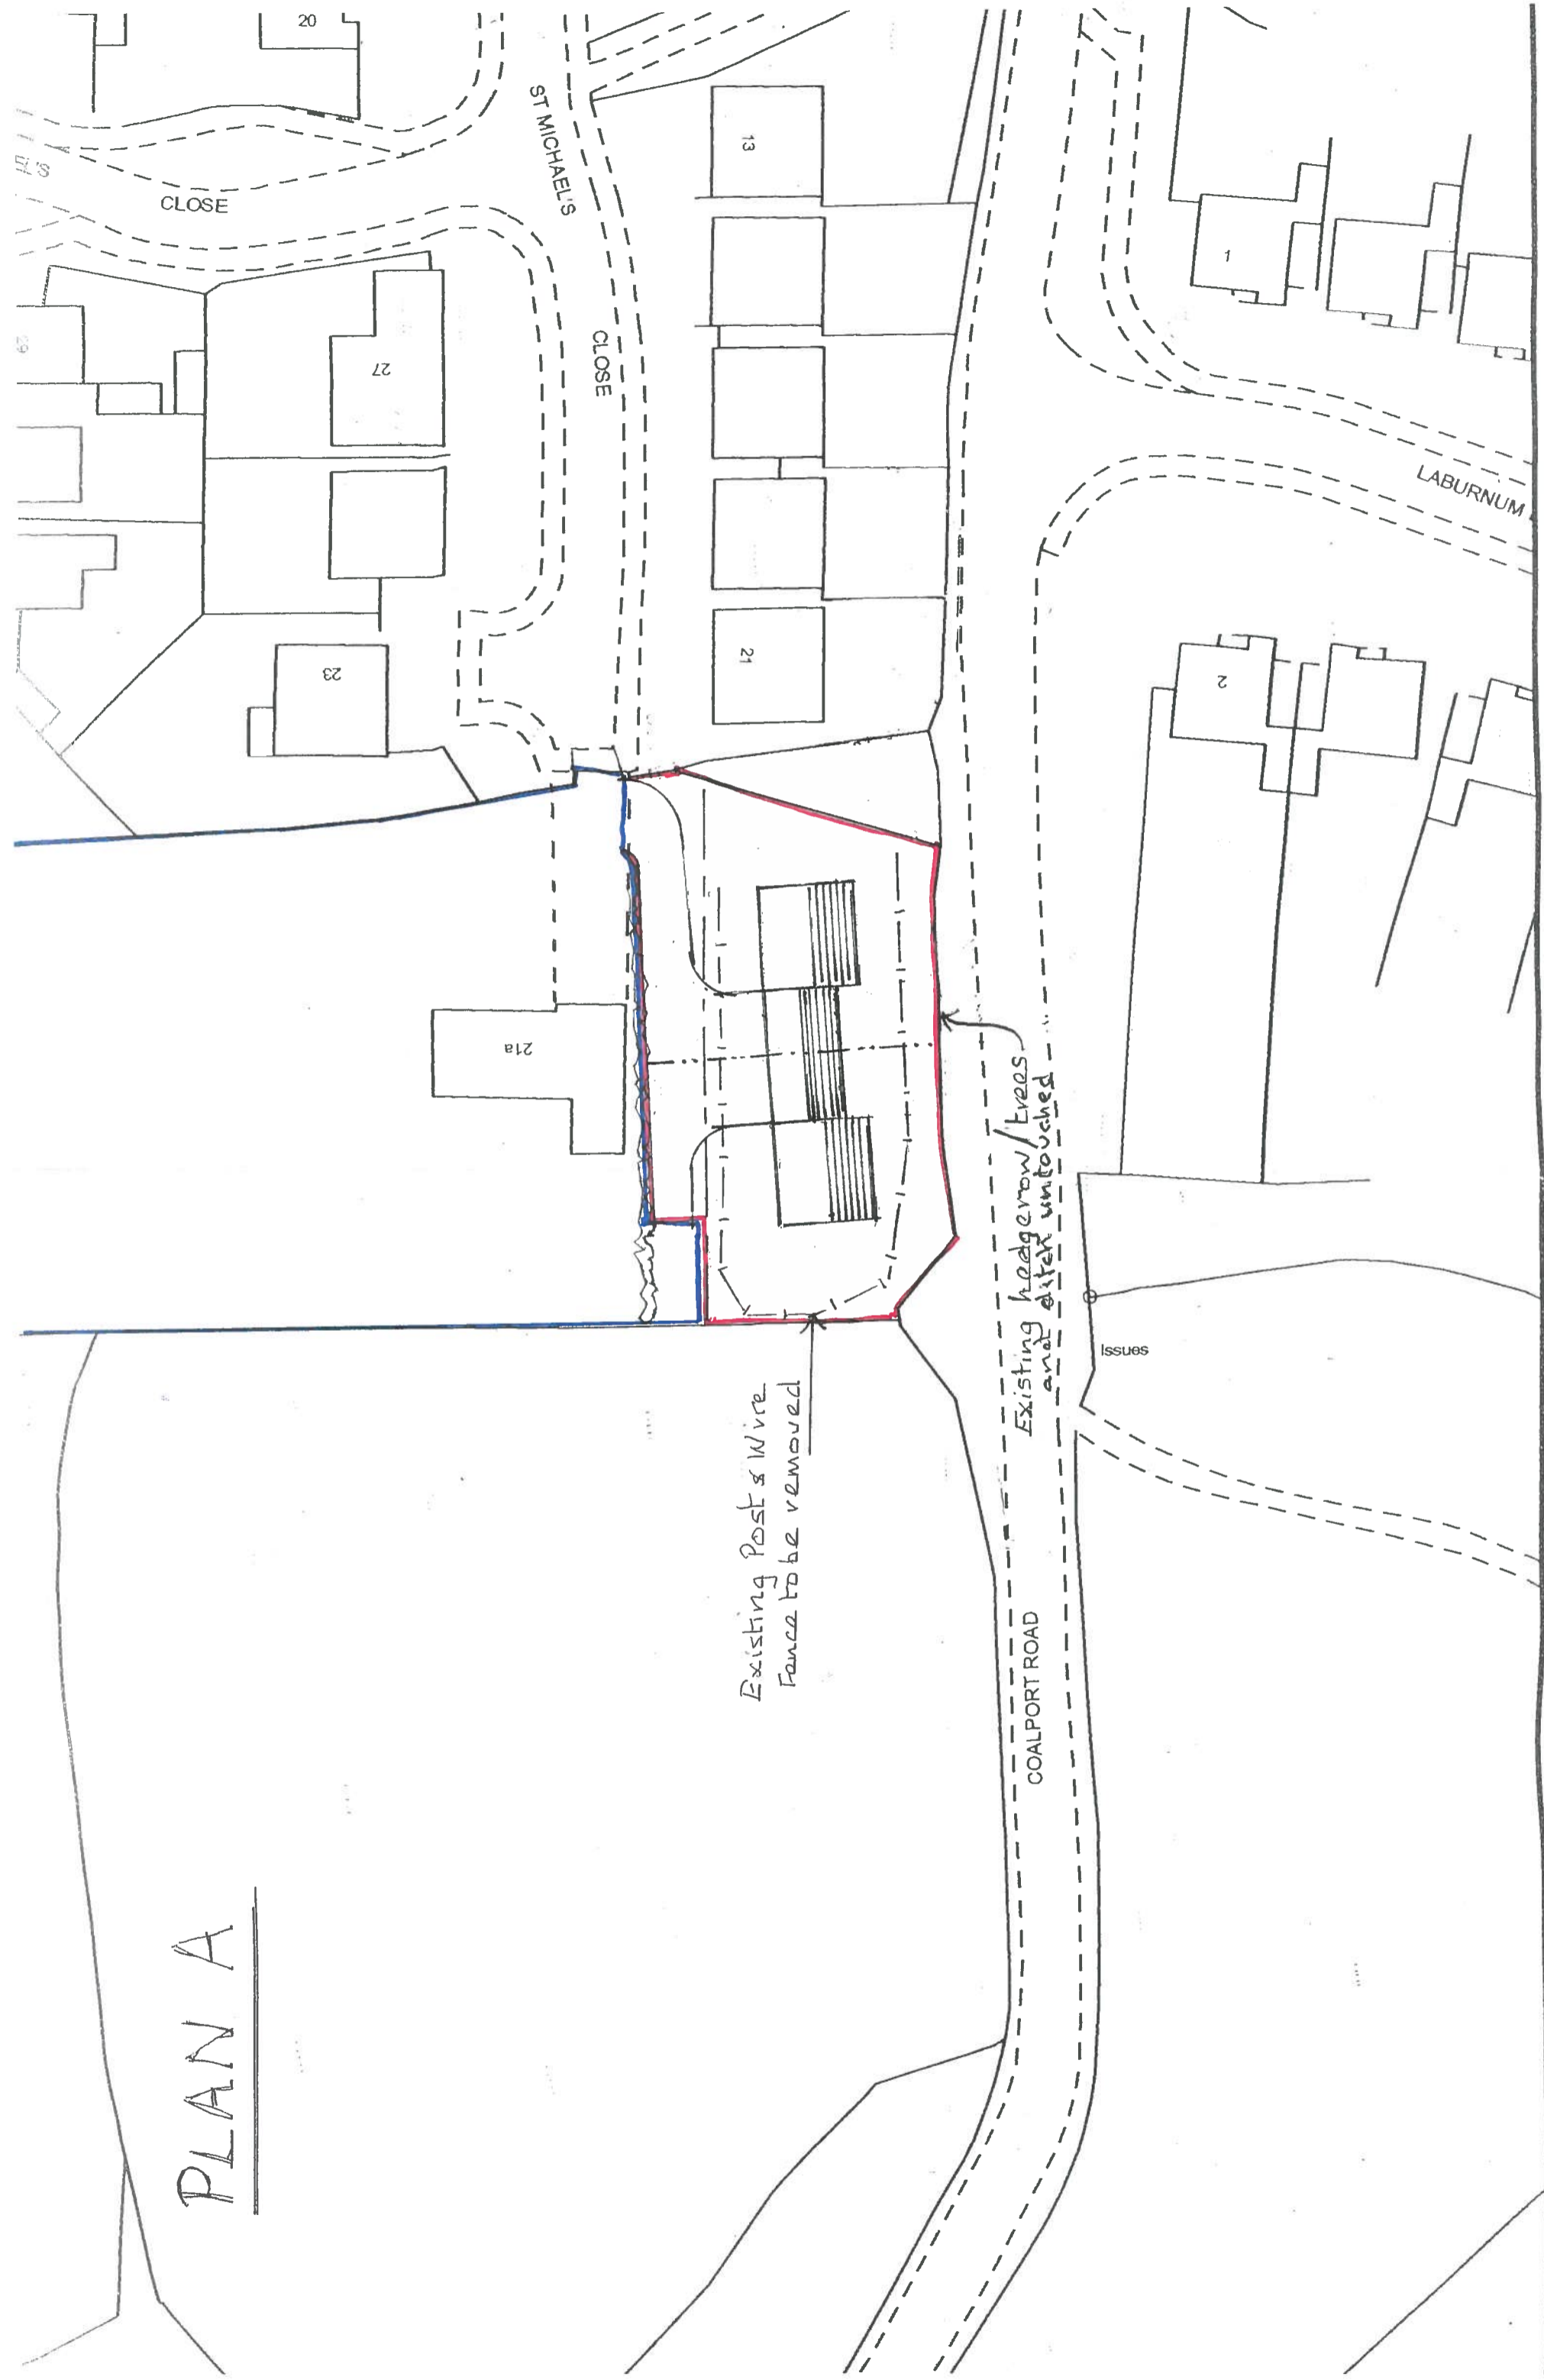 20
ST MICHAEL'S
CLOSE
13
1
27
CLOSE
LABURNUM
23
21
2
21a
Existing hedgerow/trees
and ditch untouched
Issues
Existing Post & Wire
Fence to be removed
COALPORT ROAD
PLAN A